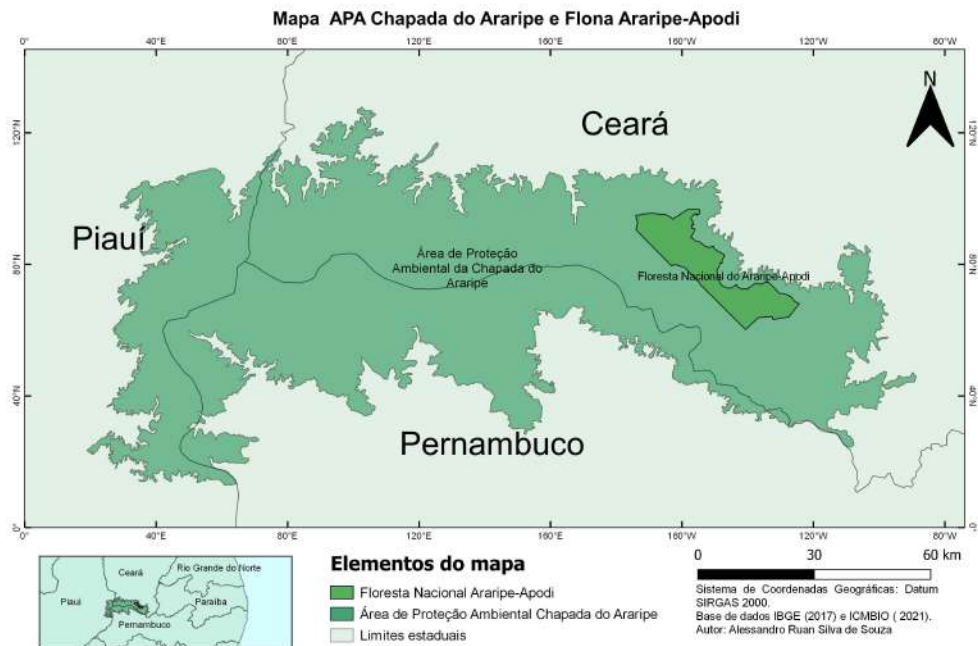 Mapa APA Chapada do Araripe e Flona Araripe-Apodi
0°
40°E
80°E
120°E
160°E
160°W
120°W
80°W
N
120°N
120°N
Ceará
Piauí
Área de Proteção
Ambiental da Chapada do
Araripe
80°N
80°N
Floresta Nacional do Araripe-Apodi
40°N
40°N
Pernambuco
0°
0°
0°
40°E
80°E
120°E
160°E
160°W
120°W
80°W
Ceará
Rio Grande do Norte
Piauí
Paraíba
Pernambuco
Elementos do mapa
Floresta Nacional Araripe-Apodi
Área de Proteção Ambiental Chapada do Araripe
Limites estaduais
0
30
60 km
Sistema de Coordenadas Geográficas: Datum
SIRGAS 2000.
Base de dados IBGE (2017) e ICMBIO ( 2021).
Autor: Alessandro Ruan Silva de Souza